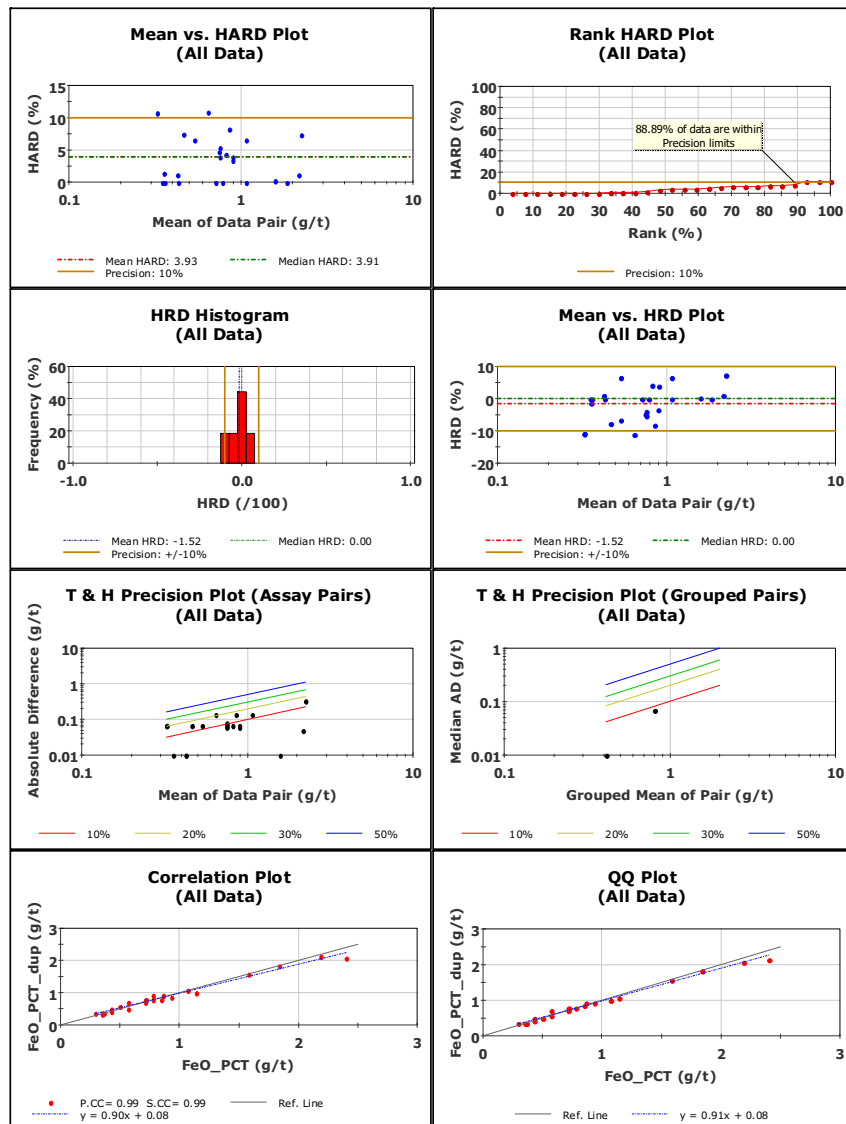 Mean vs. HARD Plot
(All Data)
HARD (%)
15
10
5
0
0.1
1
10
Mean of Data Pair (g/t)
Mean HARD: 3.93
Median HARD: 3.91
Precision: 10%
Rank HARD Plot
(All Data)
HARD (%)
100
80
60
40
20
0
88.89% of data are within
Precision limits
0 10 20 30 40 50 60 70 80 90 100
Rank (%)
Precision: 10%
HRD Histogram
(All Data)
Frequency (%)
60
40
20
0
-1.0
0.0
1.0
HRD (/100)
Mean HRD: -1.52
Median HRD: 0.00
Precision: +/-10%
Mean vs. HRD Plot
(All Data)
HRD (%)
10
0
-10
-20
0.1
1
10
Mean of Data Pair (g/t)
Mean HRD: -1.52
Median HRD: 0.00
Precision: +/-10%
T & H Precision Plot (Assay Pairs)
(All Data)
Absolute Difference (g/t)
10
1
0.1
0.01
0.1
1
10
Mean of Data Pair (g/t)
10%
20%
30%
50%
T & H Precision Plot (Grouped Pairs)
(All Data)
Median AD (g/t)
1
0.1
0.01
0.1
1
10
Grouped Mean of Pair (g/t)
10%
20%
30%
50%
Correlation Plot
(All Data)
FeO_PCT_dup (g/t)
3
2
1
0
0
1
2
3
FeO_PCT (g/t)
P.CC= 0.99 S.CC= 0.99
Ref. Line
y = 0.90x + 0.08
QQ Plot
(All Data)
FeO_PCT_dup (g/t)
3
2
1
0
0
1
2
3
FeO_PCT (g/t)
Ref. Line
y = 0.91x + 0.08